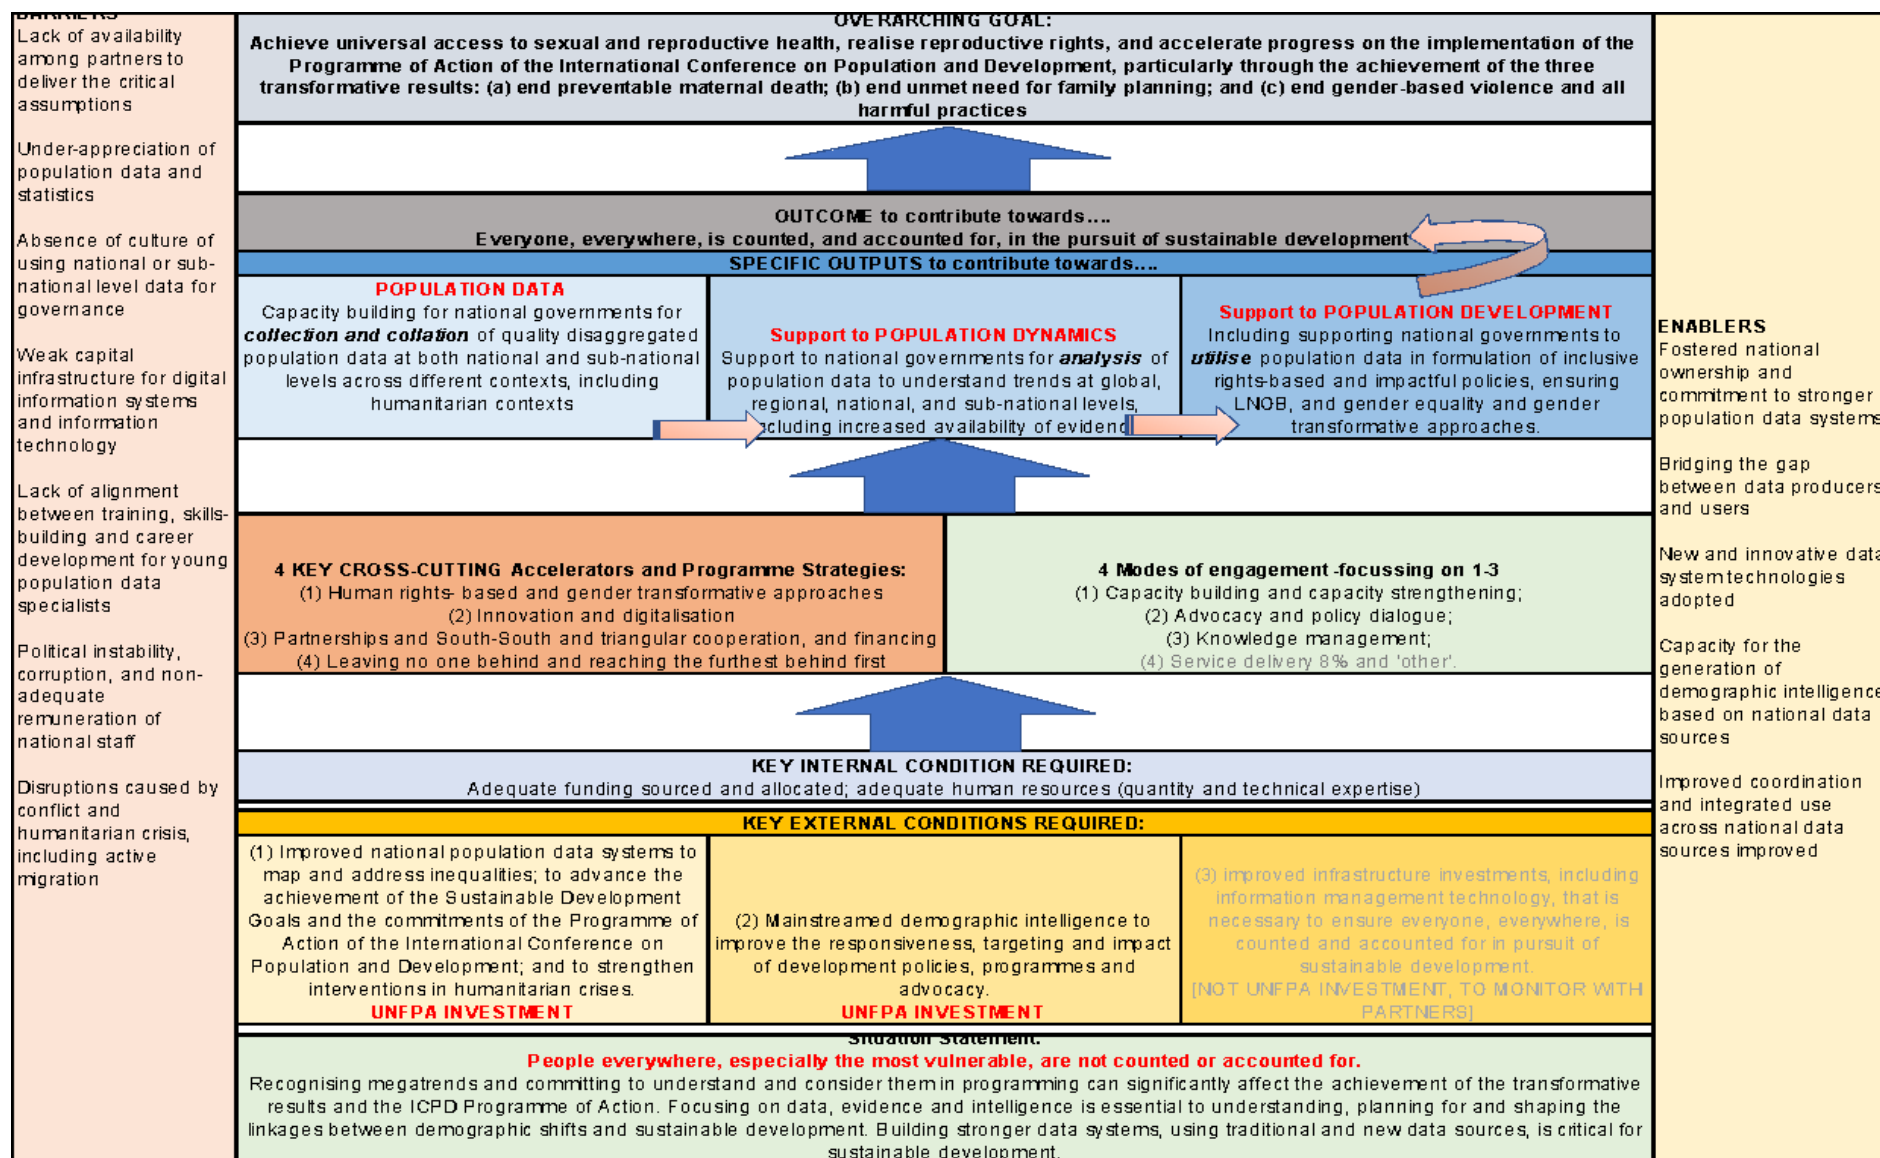 BARRIERS
Lack of availability
among partners to
deliver the critical
assumptions
Under-appreciation of
population data and
statistics
Absence of culture of
using national or sub-
national level data for
governance
Weak capital
infrastructure for digital
information systems
and information
technology
Lack of alignment
between training, skills-
building and career
development for young
population data
specialists
Political instability,
corruption, and non-
adequate
remuneration of
national staff
Disruptions caused by
conflict and
humanitarian crisis,
including active
migration
OVERARCHING GOAL:
Achieve universal access to sexual and reproductive health, realise reproductive rights, and accelerate progress on the implementation of the
Programme of Action of the International Conference on Population and Development, particularly through the achievement of the three
transformative results: (a) end preventable maternal death; (b) end unmet need for family planning; and (c) end gender-based violence and all
harmful practices
OUTCOME to contribute towards....
Everyone, everywhere, is counted, and accounted for, in the pursuit of sustainable development
SPECIFIC OUTPUTS to contribute towards....
POPULATION DATA
Capacity building for national governments for
collection and collation of quality disaggregated
population data at both national and sub-national
levels across different contexts, including
humanitarian contexts
Support to POPULATION DYNAMICS
Support to national governments for analysis of
population data to understand trends at global,
regional, national, and sub-national levels,
cluding increased availability of evidenc
Support to POPULATION DEVELOPMENT
Including supporting national governments to
utilise population data in formulation of inclusive
rights-based and impactful policies, ensuring
LNOB, and gender equality and gender
transformative approaches.
4 KEY CROSS-CUTTING Accelerators and Programme Strategies:
(1) Human rights- based and gender transformative approaches
(2) Innovation and digitalisation
(3) Partnerships and South-South and triangular cooperation, and financing
(4) Leaving no one behind and reaching the furthest behind first
4 Modes of engagement -focussing on 1-3
(1) Capacity building and capacity strengthening;
(2) Advocacy and policy dialogue;
(3) Knowledge management;
(4) Service delivery 8% and 'other'.
KEY INTERNAL CONDITION REQUIRED:
Adequate funding sourced and allocated; adequate human resources (quantity and technical expertise)
KEY EXTERNAL CONDITIONS REQUIRED:
(1) Improved national population data systems to
map and address inequalities; to advance the
achievement of the Sustainable Development
Goals and the commitments of the Programme of
Action of the International Conference on
Population and Development; and to strengthen
interventions in humanitarian crises.
UNFPA INVESTMENT
(2) Mainstreamed demographic intelligence to
improve the responsiveness, targeting and impact
of development policies, programmes and
advocacy.
UNFPA INVESTMENT
(3) improved infrastructure investments, including
information management technology, that is
necessary to ensure everyone, everywhere, is
counted and accounted for in pursuit of
sustainable development.
[NOT UNFPA INVESTMENT, TO MONITOR WITH
PARTNERS]
Situation Statement:
People everywhere, especially the most vulnerable, are not counted or accounted for.
Recognising megatrends and committing to understand and consider them in programming can significantly affect the achievement of the transformative
results and the ICPD Programme of Action. Focusing on data, evidence and intelligence is essential to understanding, planning for and shaping the
linkages between demographic shifts and sustainable development. Building stronger data systems, using traditional and new data sources, is critical for
sustainable development.
ENABLERS
Fostered national
ownership and
commitment to stronger
population data systems
Bridging the gap
between data producers
and users
New and innovative data
system technologies
adopted
Capacity for the
generation of
demographic intelligence
based on national data
sources
Improved coordination
and integrated use
across national data
sources improved